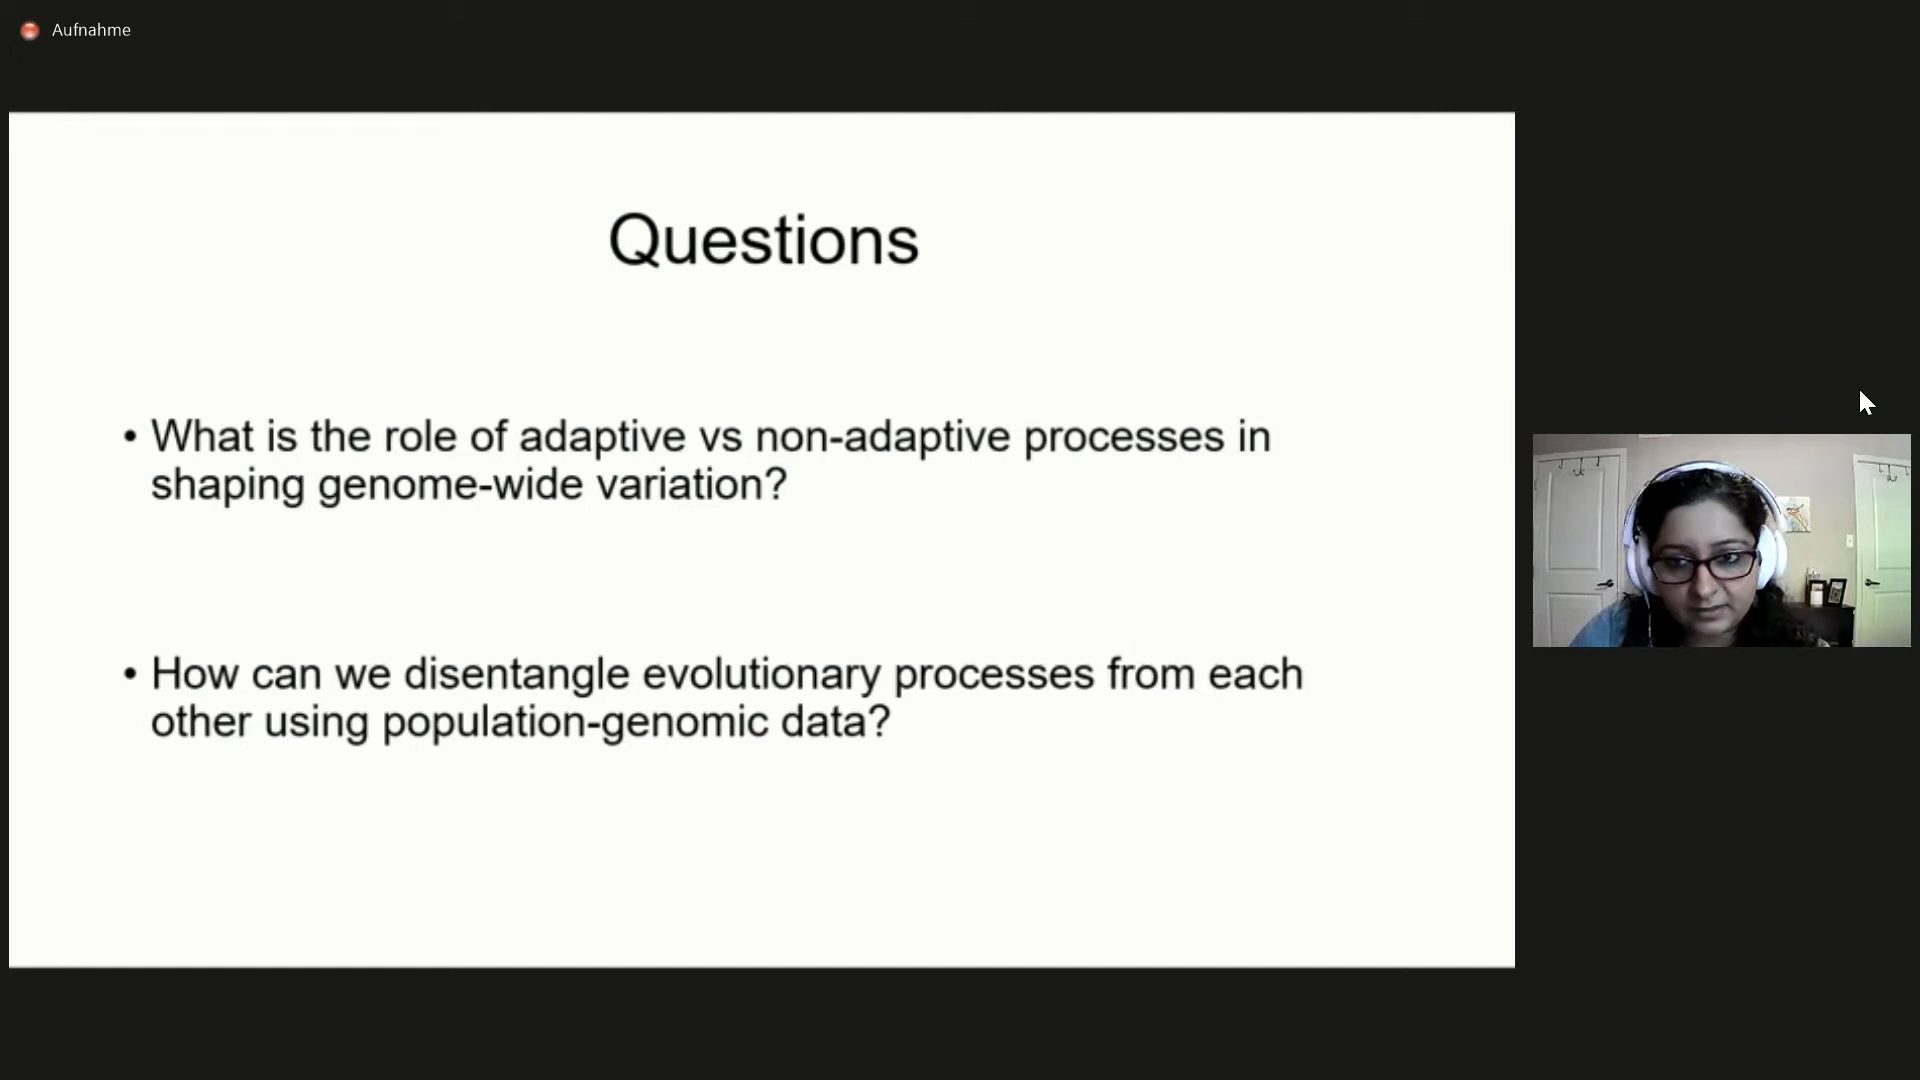 Aufnahme
Questions
• What is the role of adaptive vs non-adaptive processes in
shaping genome-wide variation?
• How can we disentangle evolutionary processes from each
other using population-genomic data?